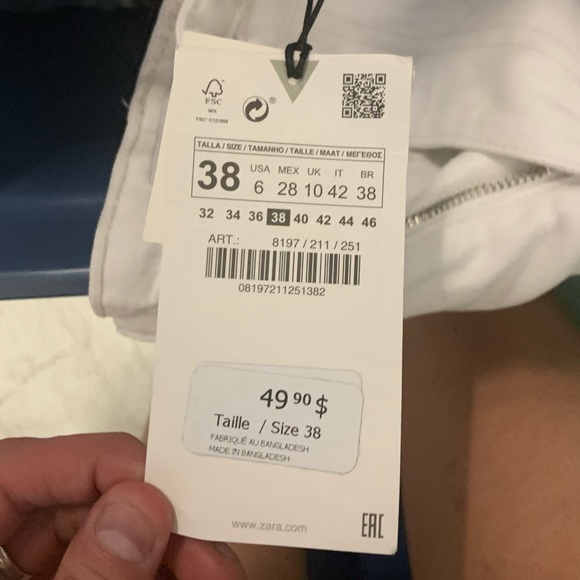 FSC
MIX
®
TALLA / SIZE / TAMANHO / TAILLE / MAAT / ΜΕΓΕΘΟΣ
38
USA MEX UK IT BR
6 28 10 42 38
32 34 36 38 40 42 44 46
ART.: 8197 / 211 / 251
08197211251382
49 90 $
Taille / Size 38
FABRIQUÉ AU BANGLADESH
MADE IN BANGLADESH
www.zara.com
EAC